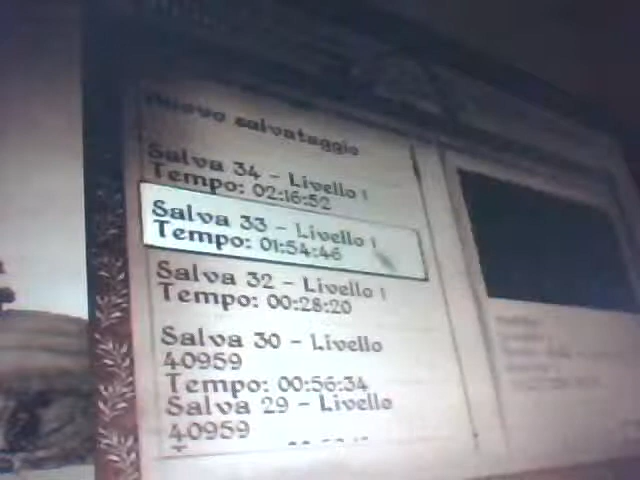 nuovo salvataggio
Salva 34 - Livello 1
Tempo: 02:16:52
Salva 33 - Livello 1
Tempo: 01:54:46
Salva 32 - Livello 1
Tempo: 00:28:20
Salva 30 - Livello
40959
Tempo: 00:56:34
Salva 29 - Livello
40959